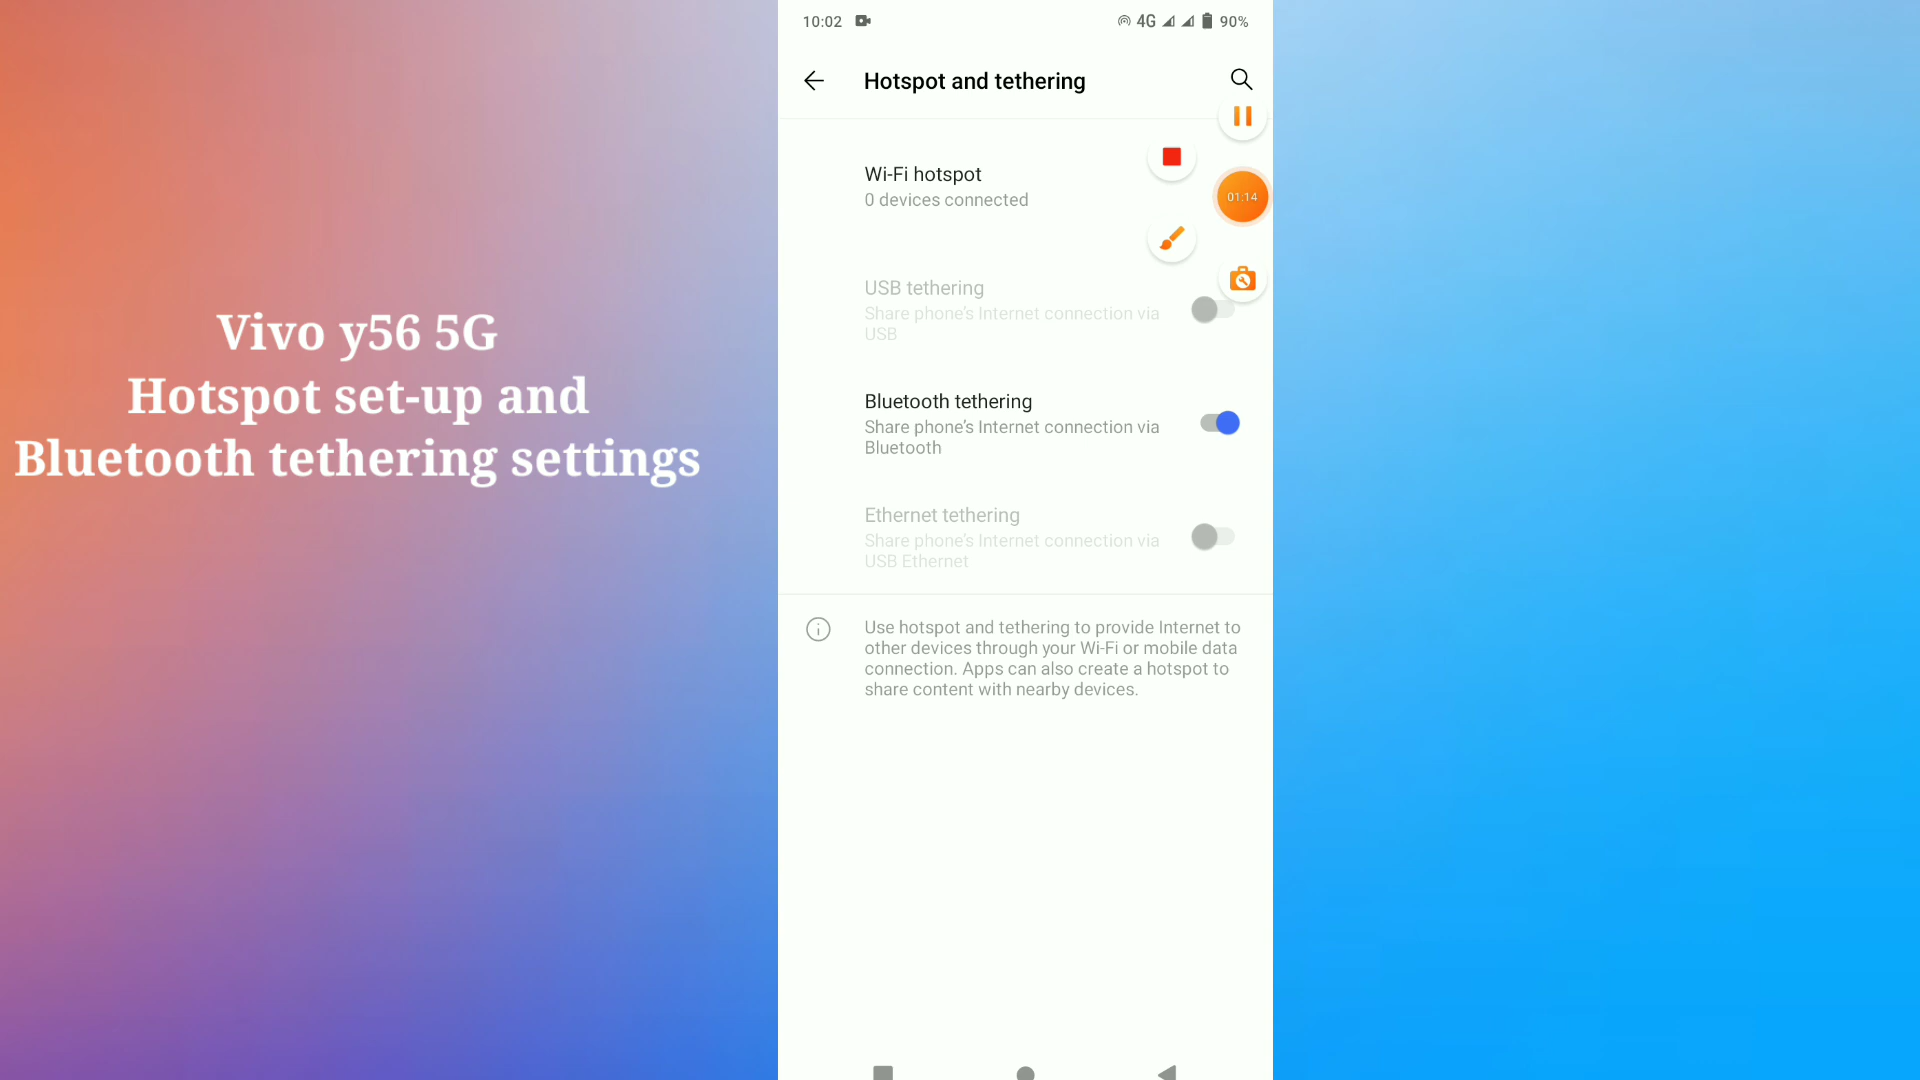 Vivo y56 5G
Hotspot set-up and
Bluetooth tethering settings
10:02 4G 90%
Hotspot and tethering
Wi-Fi hotspot
0 devices connected
01:14
USB tethering
Share phone's Internet connection via
USB
Bluetooth tethering
Share phone's Internet connection via
Bluetooth
Ethernet tethering
Share phone's Internet connection via
USB Ethernet
Use hotspot and tethering to provide Internet to
other devices through your Wi-Fi or mobile data
connection. Apps can also create a hotspot to
share content with nearby devices.